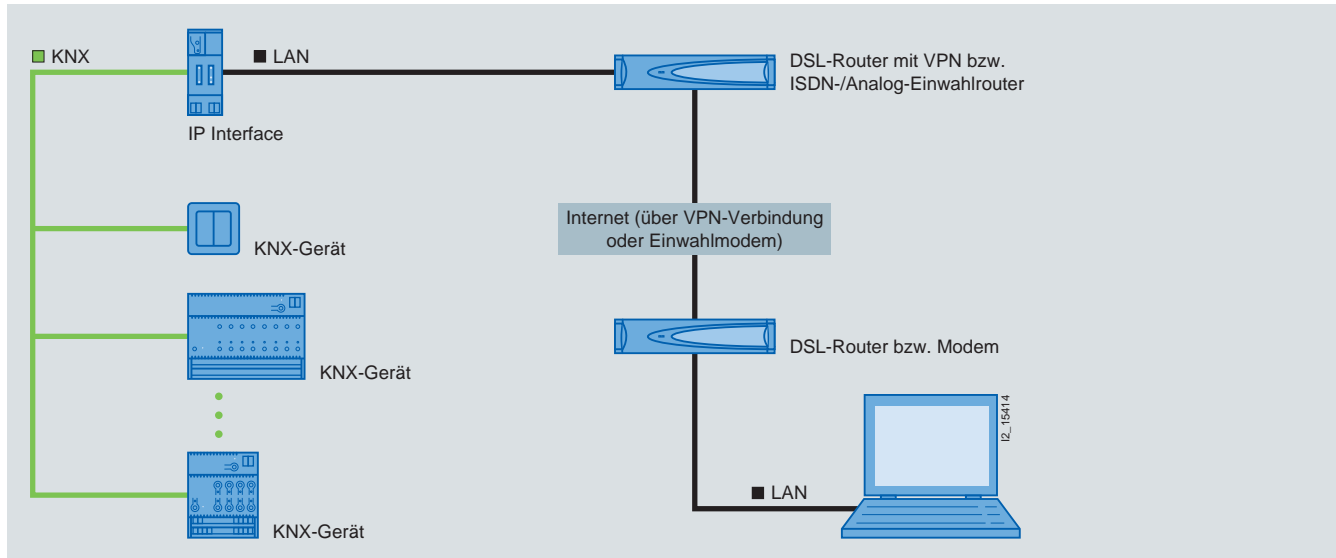 KNX
LAN
DSL-Router mit VPN bzw.
ISDN-/Analog-Einwahlrouter
IP Interface
Internet (über VPN-Verbindung
oder Einwahlmodem)
KNX-Gerät
DSL-Router bzw. Modem
KNX-Gerät
I2_15414
LAN
KNX-Gerät